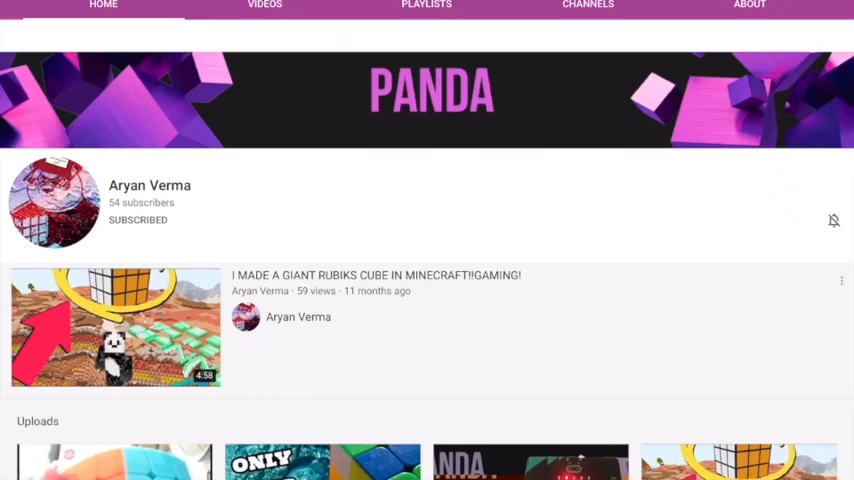 HOME VIDEOS PLAYLISTS CHANNELS ABOUT
PANDA
Aryan Verma
54 subscribers
SUBSCRIBED
I MADE A GIANT RUBIKS CUBE IN MINECRAFT!!GAMING!
Aryan Verma · 59 views · 11 months ago
Aryan Verma
4:58
Uploads
ONLY
ANDA